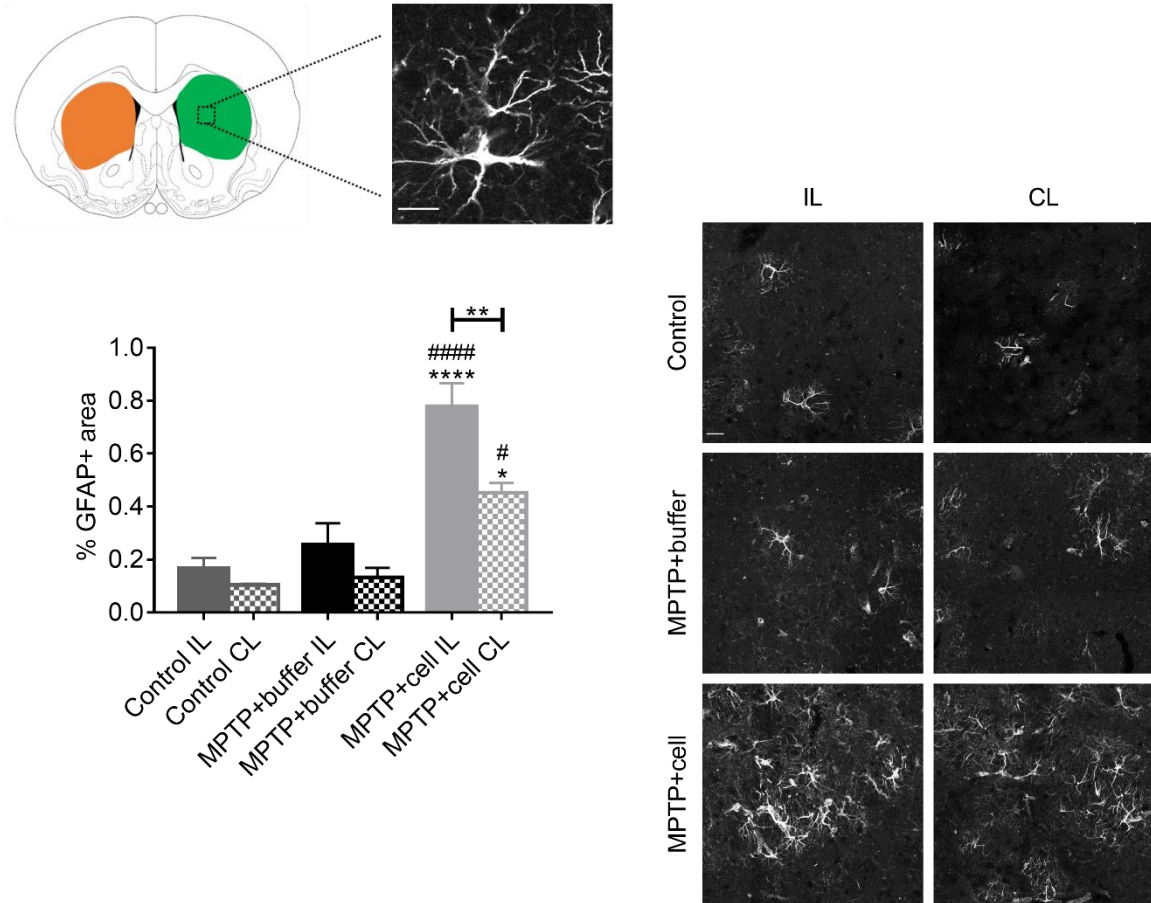 **
####
****
#
*
% GFAP+ area
1.0
0.8
0.6
0.4
0.2
0.0
Control IL
Control CL
MPTP+buffer IL
MPTP+buffer CL
MPTP+cell IL
MPTP+cell CL
IL
CL
Control
MPTP+buffer
MPTP+cell